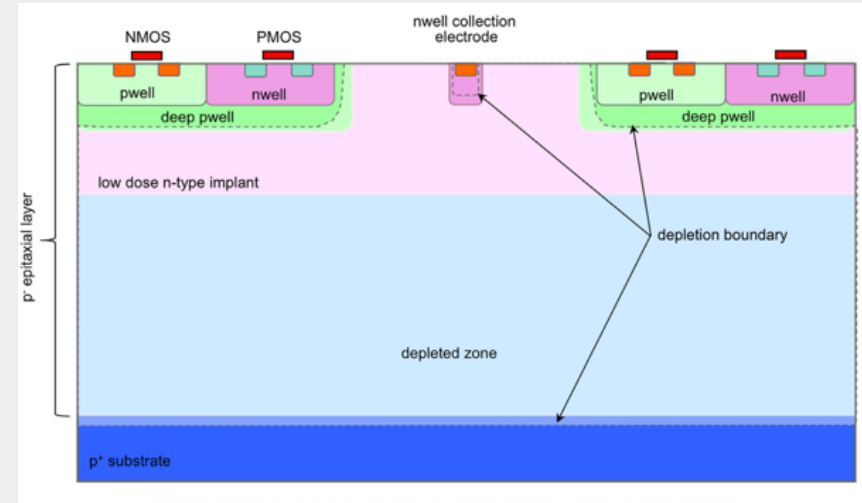 nwell collection
electrode
NMOS
PMOS
pwell
nwell
deep pwell
pwell
nwell
deep pwell
low dose n-type implant
p⁻ epitaxial layer
depletion boundary
depleted zone
p⁺ substrate